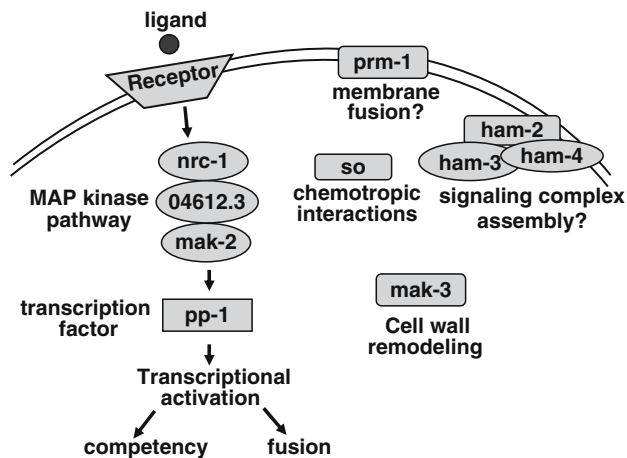 ligand
Receptor
prm-1
membrane
fusion?
ham-2
ham-3
ham-4
signaling complex
assembly?
nrc-1
04612.3
mak-2
MAP kinase
pathway
so
chemotropic
interactions
transcription
factor
pp-1
mak-3
Cell wall
remodeling
Transcriptional
activation
competency
fusion